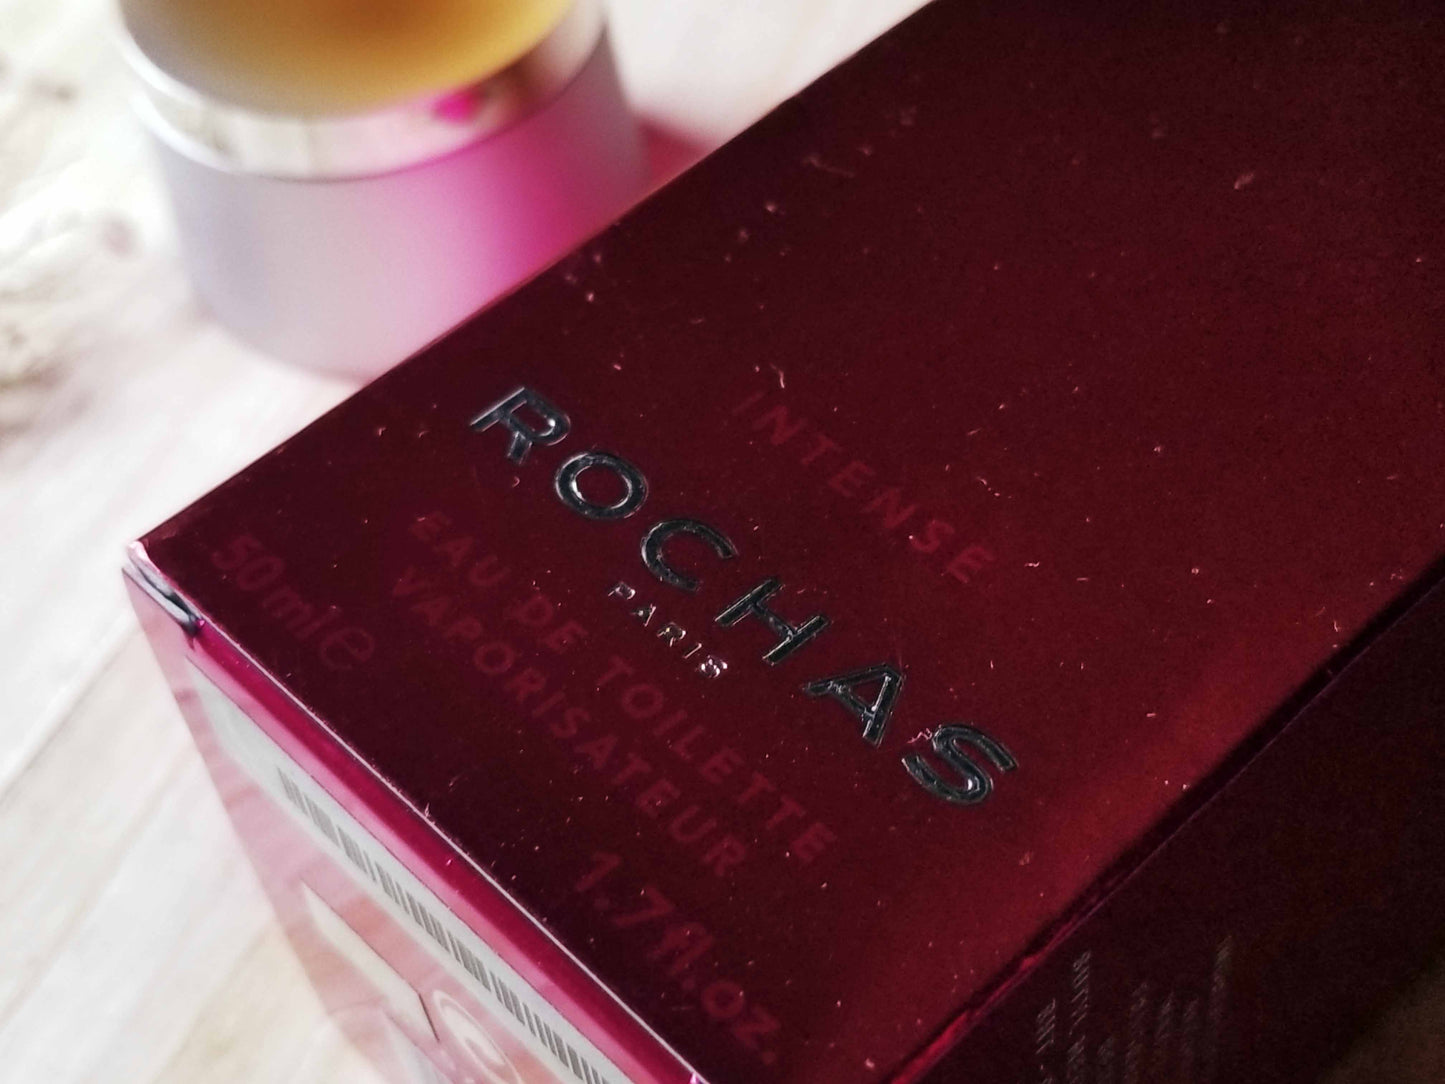 INTENSE
ROCHAS
PARIS
EAU DE TOILETTE
VAPORISATEUR
50ml e 1.7fl.oz.